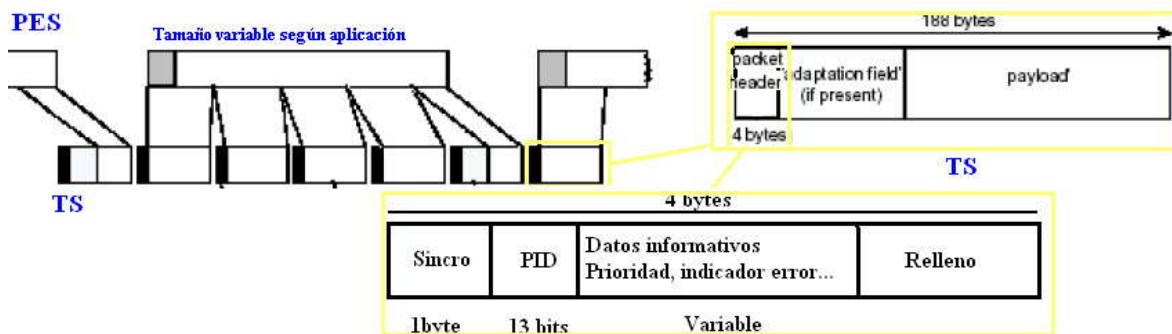 PES
Tamaño variable según aplicación
TS
188 bytes
packet
header
'adaptation field'
(if present)
payload'
4 bytes
TS
4 bytes
Sincro
PID
Datos informativos
Prioridad, indicador error...
Relleno
1byte
13 bits
Variable